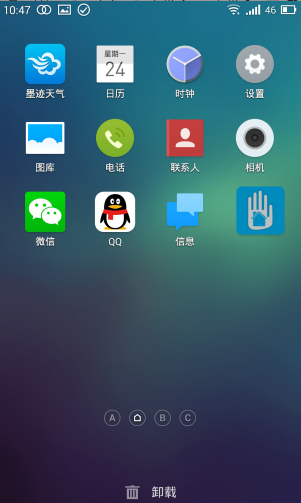 10:47 46
星期一
24
墨迹天气 日历 时钟 设置
图库 电话 联系人 相机
微信 QQ 信息
A B C
卸载